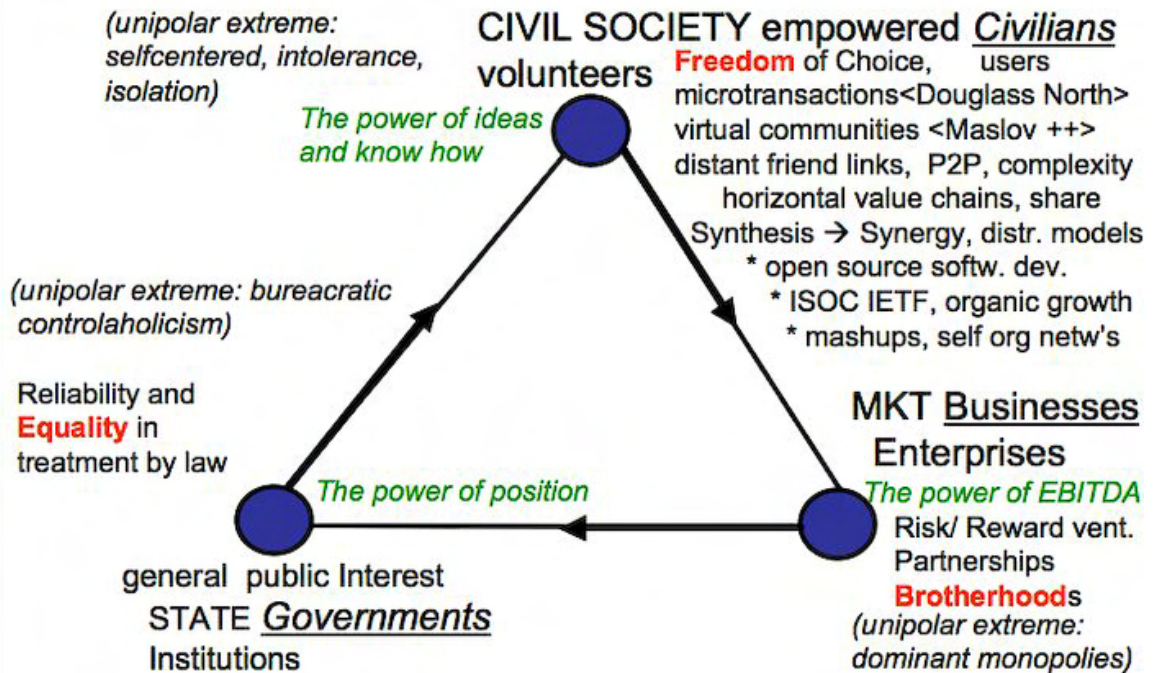 (unipolar extreme:
selfcentered, intolerance,
isolation)
CIVIL SOCIETY empowered Civilians
volunteers
Freedom of Choice, users
microtransactions<Douglass North>
virtual communities <Maslov ++>
distant friend links, P2P, complexity
horizontal value chains, share
Synthesis → Synergy, distr. models
* open source softw. dev.
* ISOC IETF, organic growth
* mashups, self org netw's
The power of ideas
and know how
(unipolar extreme: bureacratic
controlaholicism)
Reliability and
Equality in
treatment by law
The power of position
general public Interest
STATE Governments
Institutions
MKT Businesses
Enterprises
The power of EBITDA
Risk/ Reward vent.
Partnerships
Brotherhoods
(unipolar extreme:
dominant monopolies)